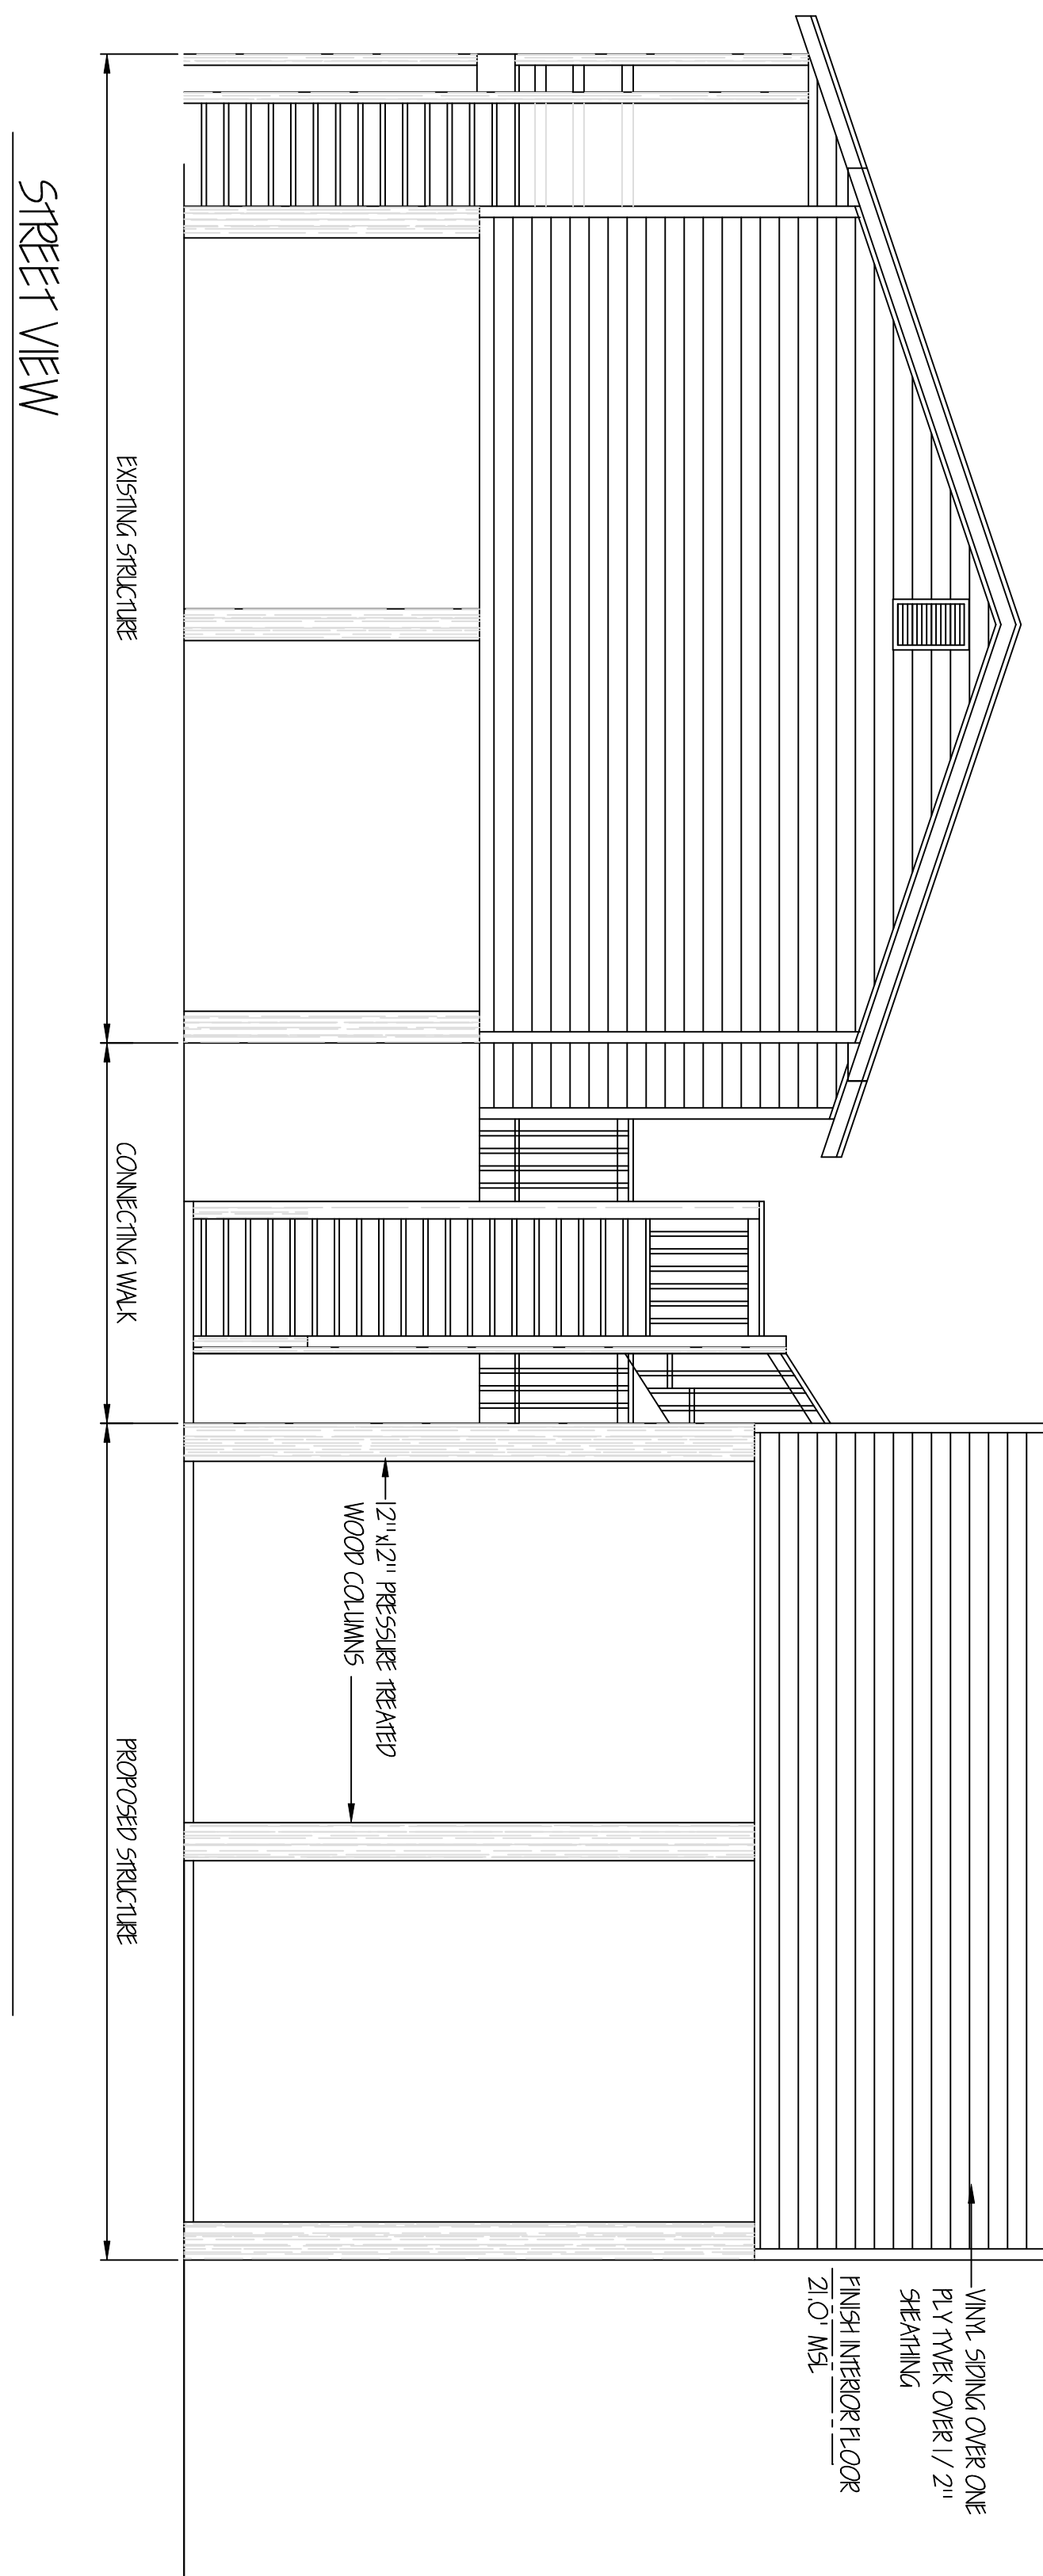 VINYL SIDING OVER ONE
PLY TYVEK OVER 1/2"
SHEATHING
FINISH INTERIOR FLOOR
21.0' MSL
12"x12" PRESSURE TREATED
WOOD COLUMNS
EXISTING STRUCTURE
CONNECTING WALK
PROPOSED STRUCTURE
STREET VIEW